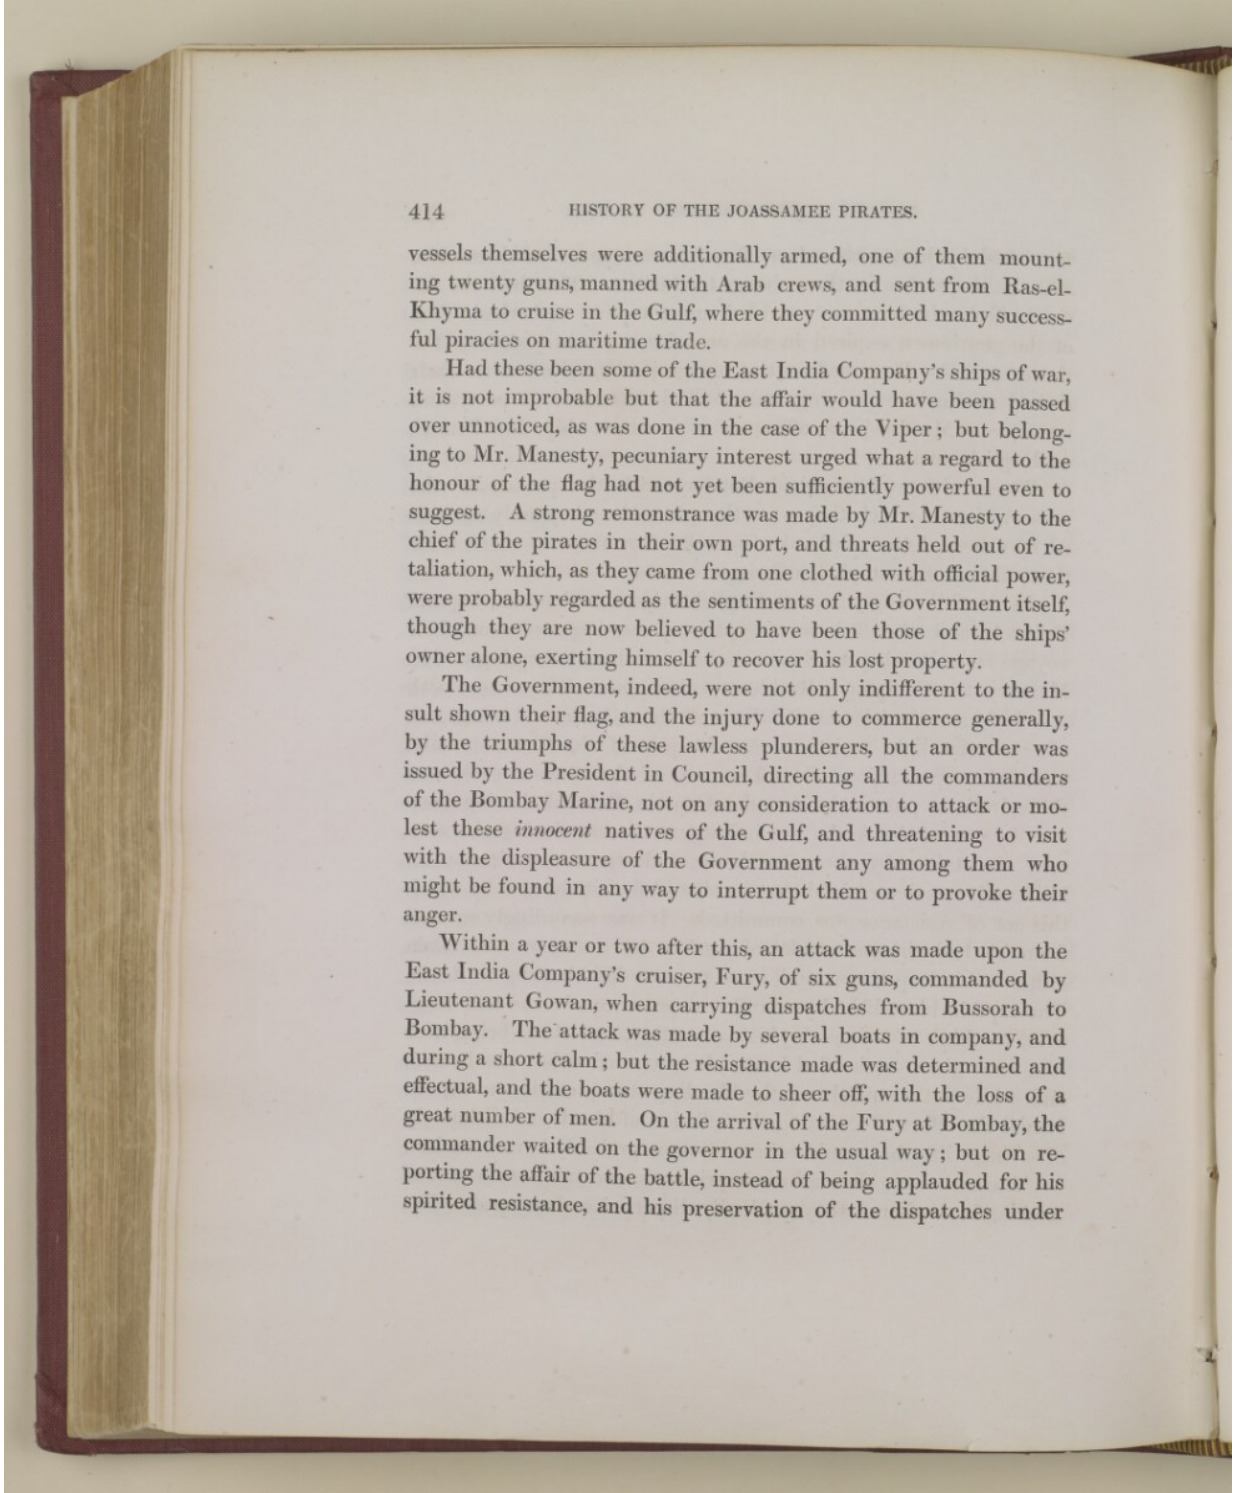 414 HISTORY OF THE JOASSAMEE PIRATES.
vessels themselves were additionally armed, one of them mount-
ing twenty guns, manned with Arab crews, and sent from Ras-el-
Khyma to cruise in the Gulf, where they committed many success-
ful piracies on maritime trade.
Had these been some of the East India Company's ships of war,
it is not improbable but that the affair would have been passed
over unnoticed, as was done in the case of the Viper; but belong-
ing to Mr. Manesty, pecuniary interest urged what a regard to the
honour of the flag had not yet been sufficiently powerful even to
suggest. A strong remonstrance was made by Mr. Manesty to the
chief of the pirates in their own port, and threats held out of re-
taliation, which, as they came from one clothed with official power,
were probably regarded as the sentiments of the Government itself,
though they are now believed to have been those of the ships'
owner alone, exerting himself to recover his lost property.
The Government, indeed, were not only indifferent to the in-
sult shown their flag, and the injury done to commerce generally,
by the triumphs of these lawless plunderers, but an order was
issued by the President in Council, directing all the commanders
of the Bombay Marine, not on any consideration to attack or mo-
lest these innocent natives of the Gulf, and threatening to visit
with the displeasure of the Government any among them who
might be found in any way to interrupt them or to provoke their
anger.
Within a year or two after this, an attack was made upon the
East India Company's cruiser, Fury, of six guns, commanded by
Lieutenant Gowan, when carrying dispatches from Bussorah to
Bombay. The attack was made by several boats in company, and
during a short calm; but the resistance made was determined and
effectual, and the boats were made to sheer off, with the loss of a
great number of men. On the arrival of the Fury at Bombay, the
commander waited on the governor in the usual way; but on re-
porting the affair of the battle, instead of being applauded for his
spirited resistance, and his preservation of the dispatches under